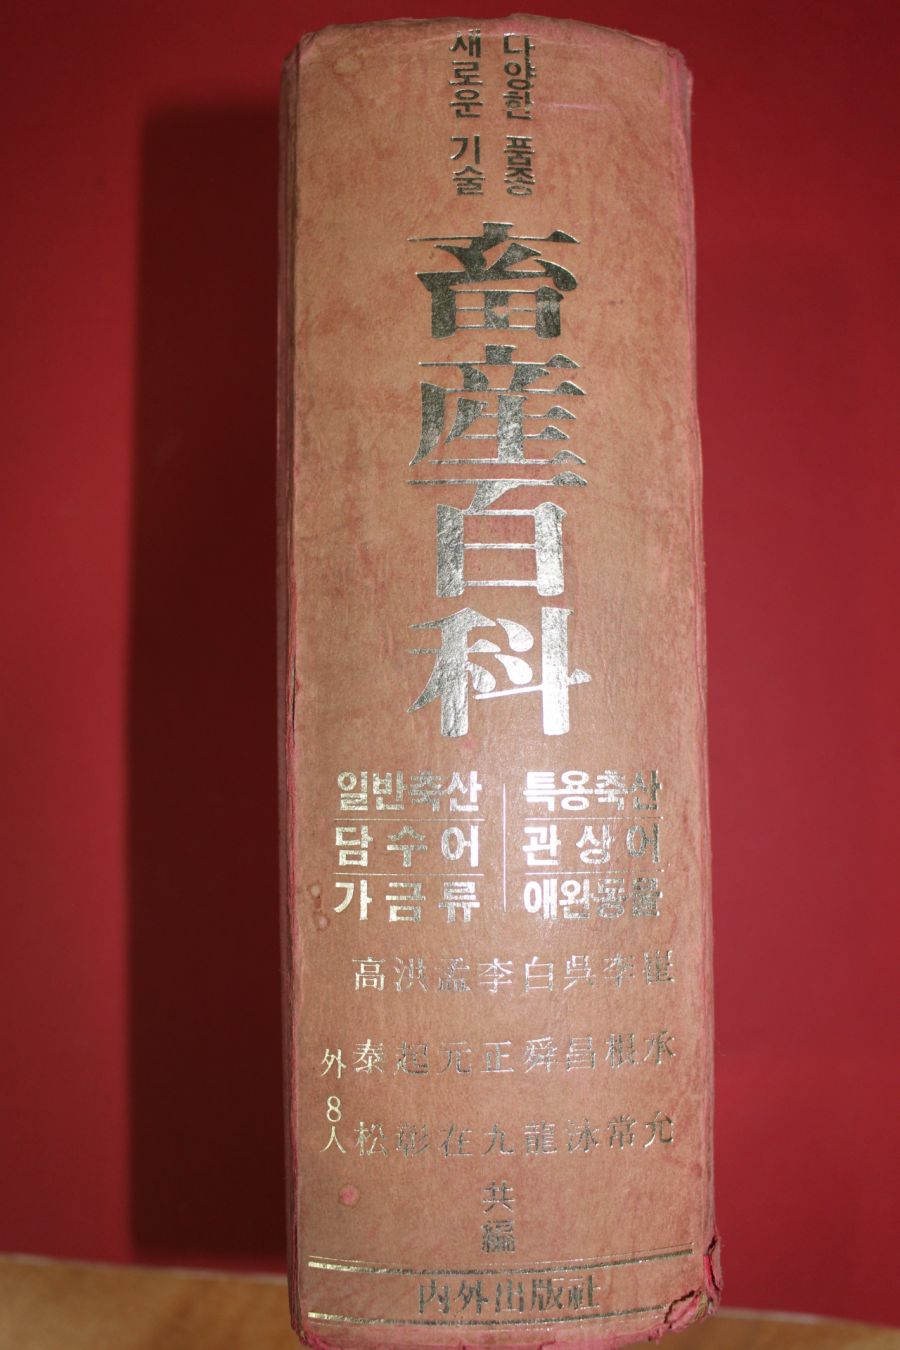 다양한 품종
새로운 기술
畜産百科
일반축산 특용축산
담수어 관상어
가금류 애완동물
崔承允
李根常
吳昌泳
白舜龍
李正九
孟元在
洪起彰
高泰松
外8人
共編
內外出版社